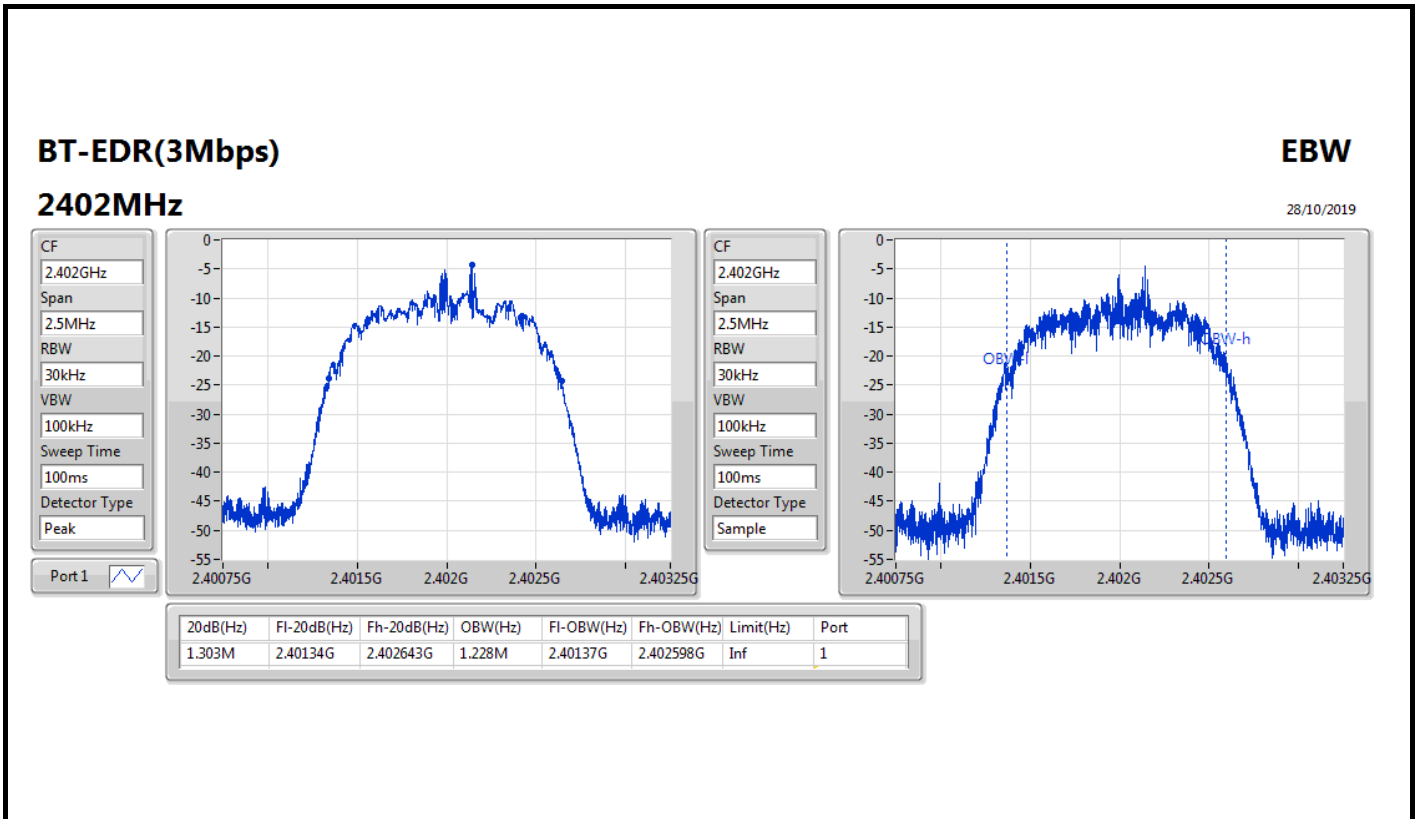 BT-EDR(3Mbps)
EBW
2402MHz
28/10/2019
CF
2.402GHz
Span
2.5MHz
RBW
30kHz
VBW
100kHz
Sweep Time
100ms
Detector Type
Peak
Port 1
0
-5
-10
-15
-20
-25
-30
-35
-40
-45
-50
-55
2.40075G 2.4015G 2.402G 2.4025G 2.40325G
CF
2.402GHz
Span
2.5MHz
RBW
30kHz
VBW
100kHz
Sweep Time
100ms
Detector Type
Sample
0
-5
-10
-15
-20
-25
-30
-35
-40
-45
-50
-55
OBW-l
OBW-h
2.40075G 2.4015G 2.402G 2.4025G 2.40325G
20dB(Hz) Fl-20dB(Hz) Fh-20dB(Hz) OBW(Hz) Fl-OBW(Hz) Fh-OBW(Hz) Limit(Hz) Port
1.303M 2.40134G 2.402643G 1.228M 2.40137G 2.402598G Inf 1